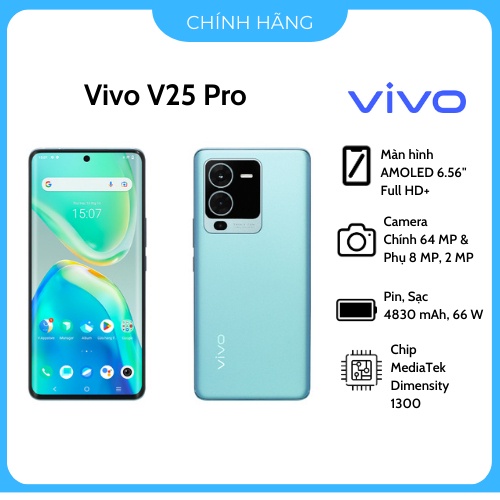 CHÍNH HÃNG
Vivo V25 Pro
vivo
Màn hình
AMOLED 6.56"
Full HD+
Camera
Chính 64 MP &
Phụ 8 MP, 2 MP
Pin, Sạc
4830 mAh, 66 W
Chip
MediaTek
Dimensity
1300
15:07
vivo